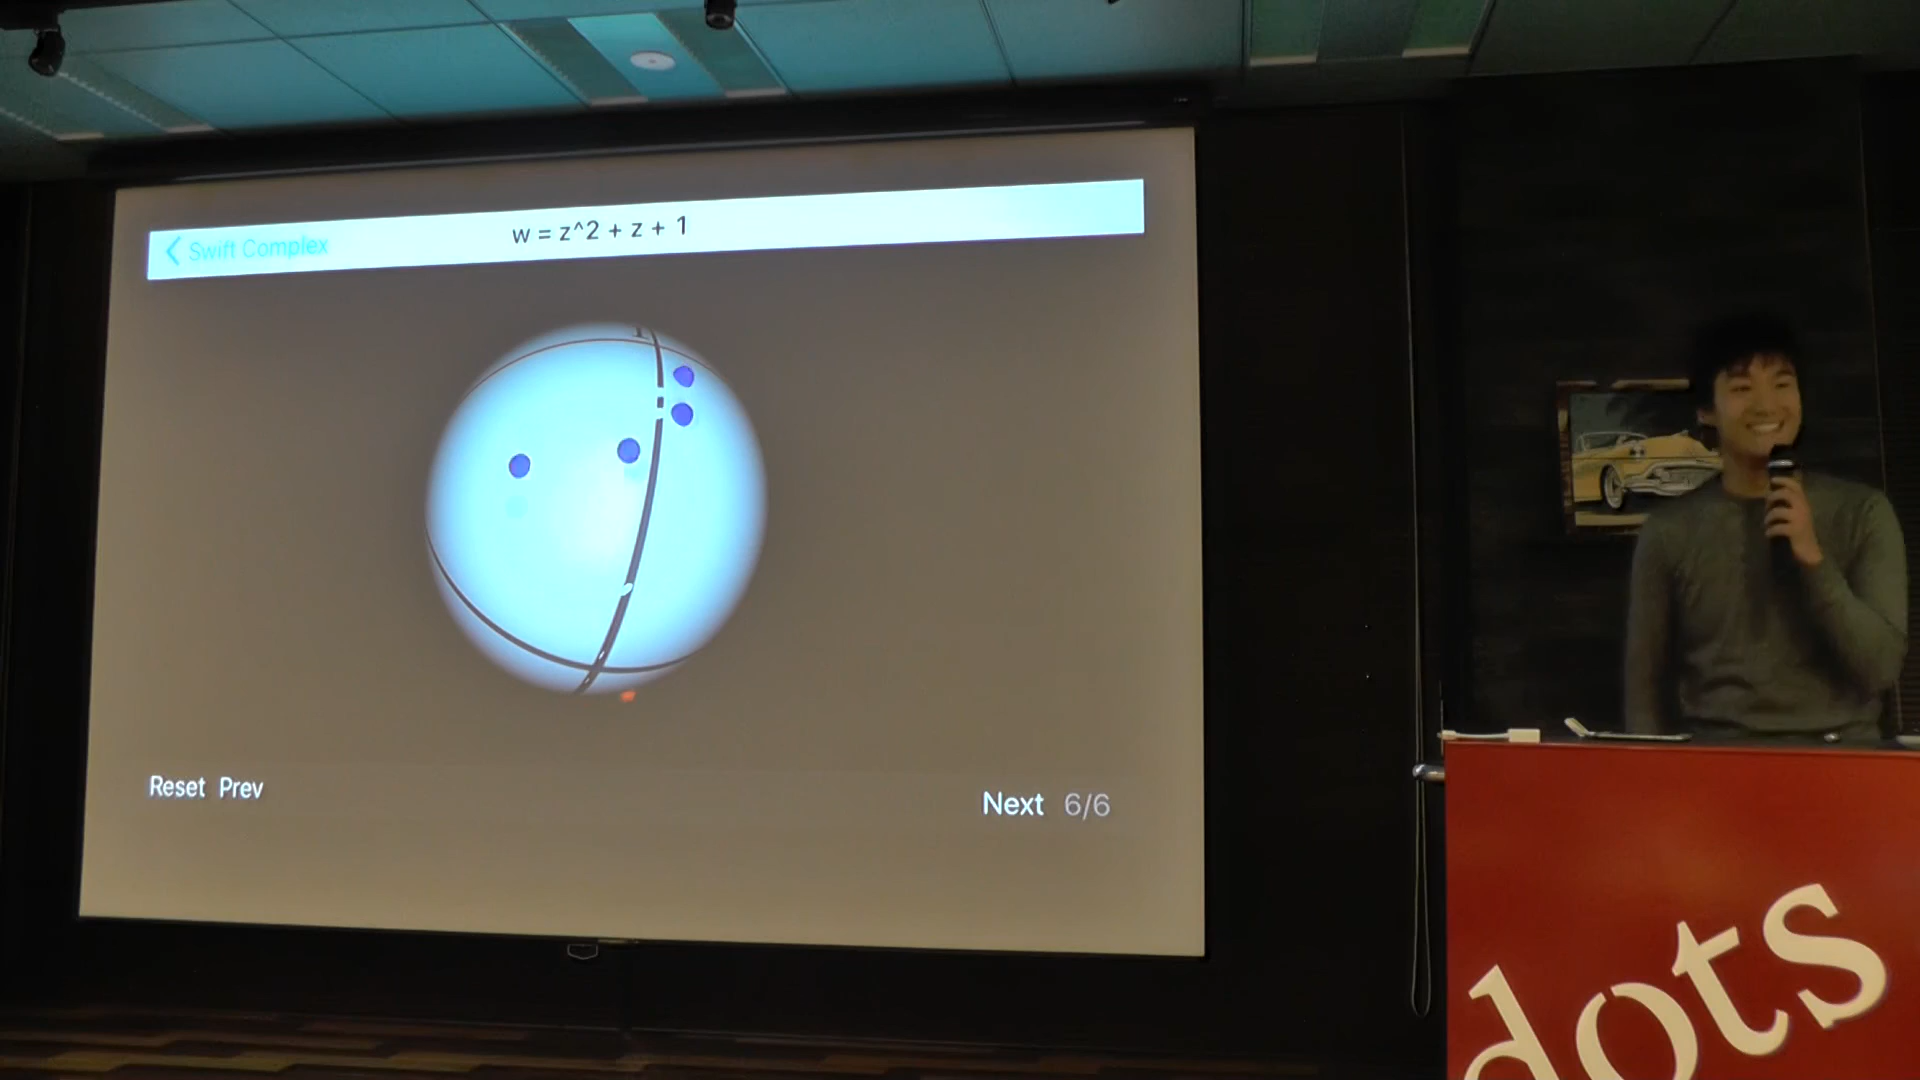 Swift Complex
w = z^2 + z + 1
Reset Prev
Next 6/6
dots